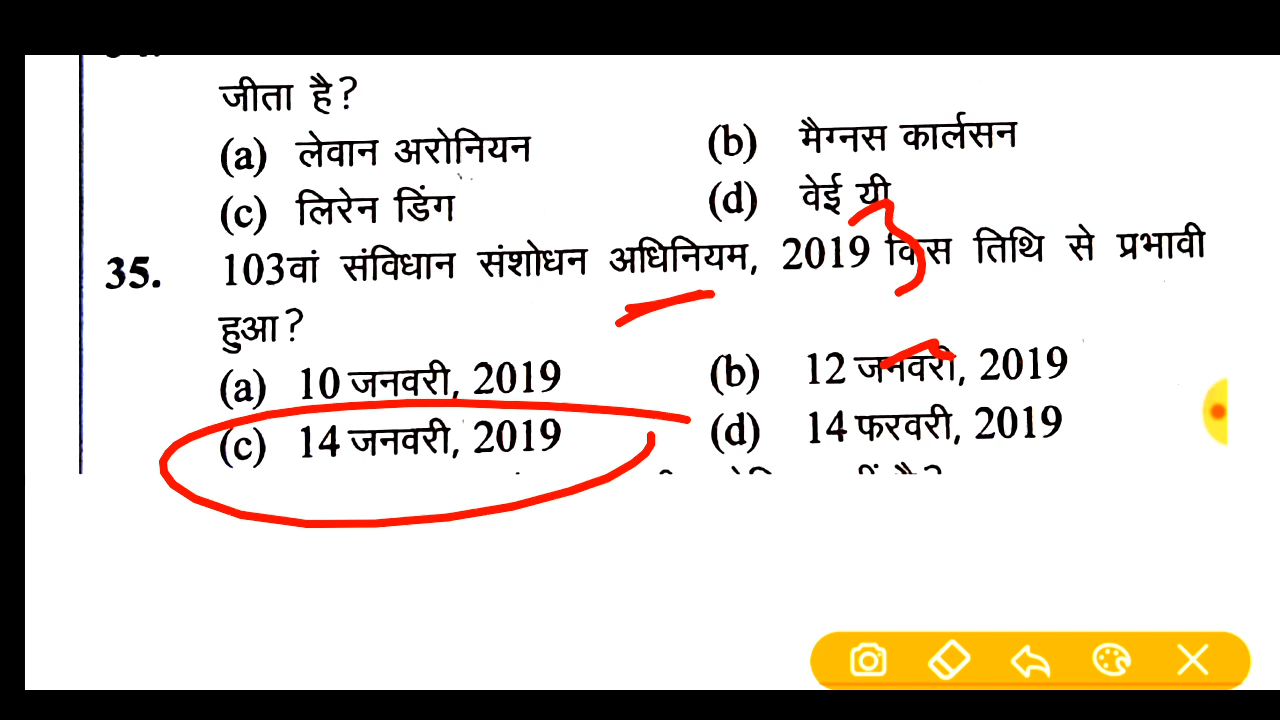 जीता है?
(a) लेवान अरोनियन (b) मैग्नस कार्लसन
(c) लिरेन डिंग (d) वेई यी
35. 103वां संविधान संशोधन अधिनियम, 2019 किस तिथि से प्रभावी
हुआ?
(a) 10 जनवरी, 2019 (b) 12 जनवरी, 2019
(c) 14 जनवरी, 2019 (d) 14 फरवरी, 2019